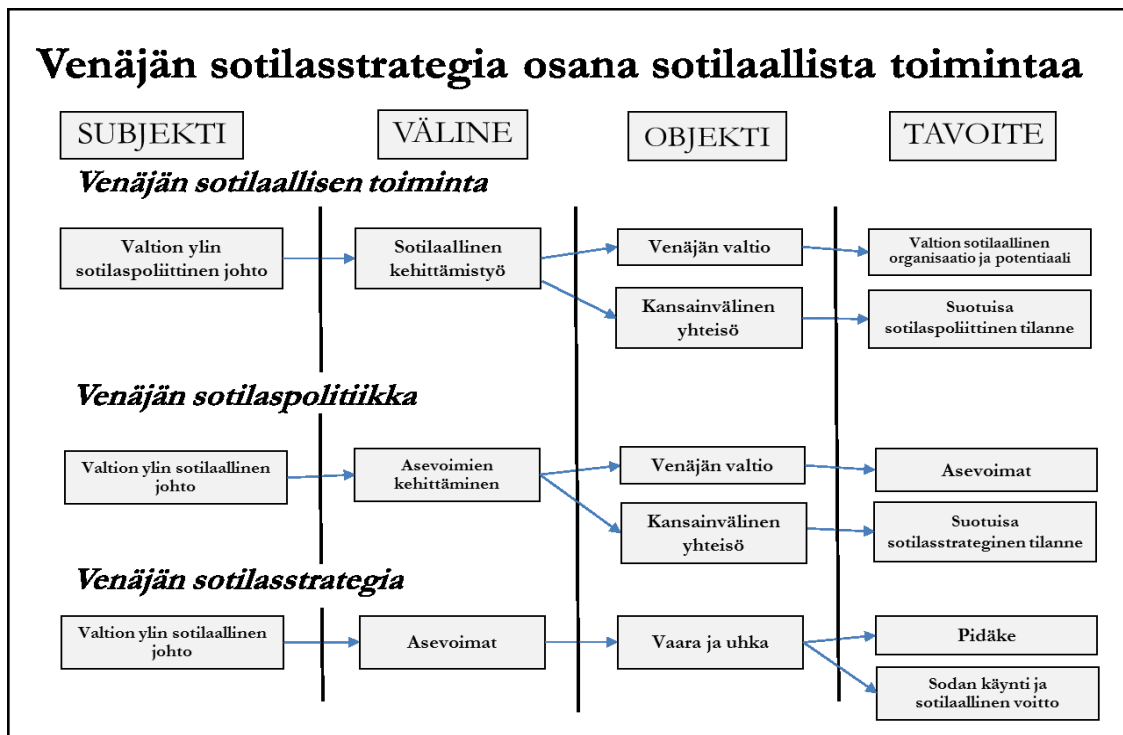 Venäjän sotilasstrategia osana sotilaallista toimintaa
SUBJEKTI
VÄLINE
OBJEKTI
TAVOITE
Venäjän sotilaallisen toiminta
Valtion ylin
sotilaspoliittinen johto
Sotilaallinen
kehittämistyö
Venäjän valtio
Valtion sotilaallinen
organisaatio ja potentiaali
Kansainvälinen
yhteisö
Suotuisa
sotilaspoliittinen tilanne
Venäjän sotilaspolitiikka
Valtion ylin sotilaallinen
johto
Asevoimien
kehittäminen
Venäjän valtio
Asevoimat
Kansainvälinen
yhteisö
Suotuisa
sotilasstrateginen tilanne
Venäjän sotilasstrategia
Valtion ylin sotilaallinen
johto
Asevoimat
Vaara ja uhka
Pidäke
Sodan käynti ja
sotilaallinen voitto